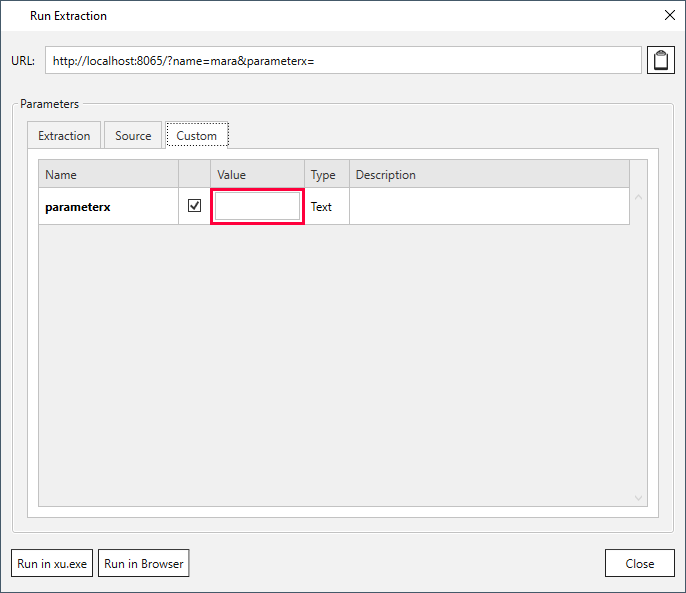 Run Extraction
URL: http://localhost:8065/?name=mara&parameterx=
Parameters
Extraction Source Custom
Name Value Type Description
parameterx Text
Run in xu.exe Run in Browser Close